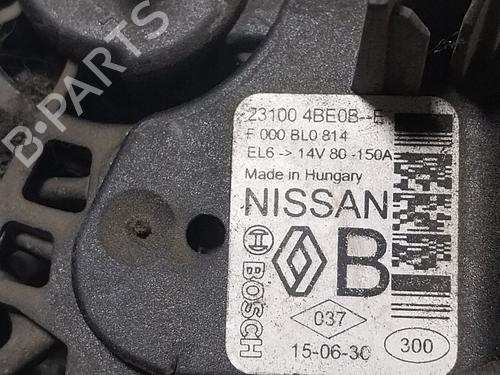 B-PARTS
23100 4BE0B--E
F 000 BL0 814
EL6 -> 14V 80 -150A
Made in Hungary
NISSAN
BOSCH
B
037
15-06-30
300